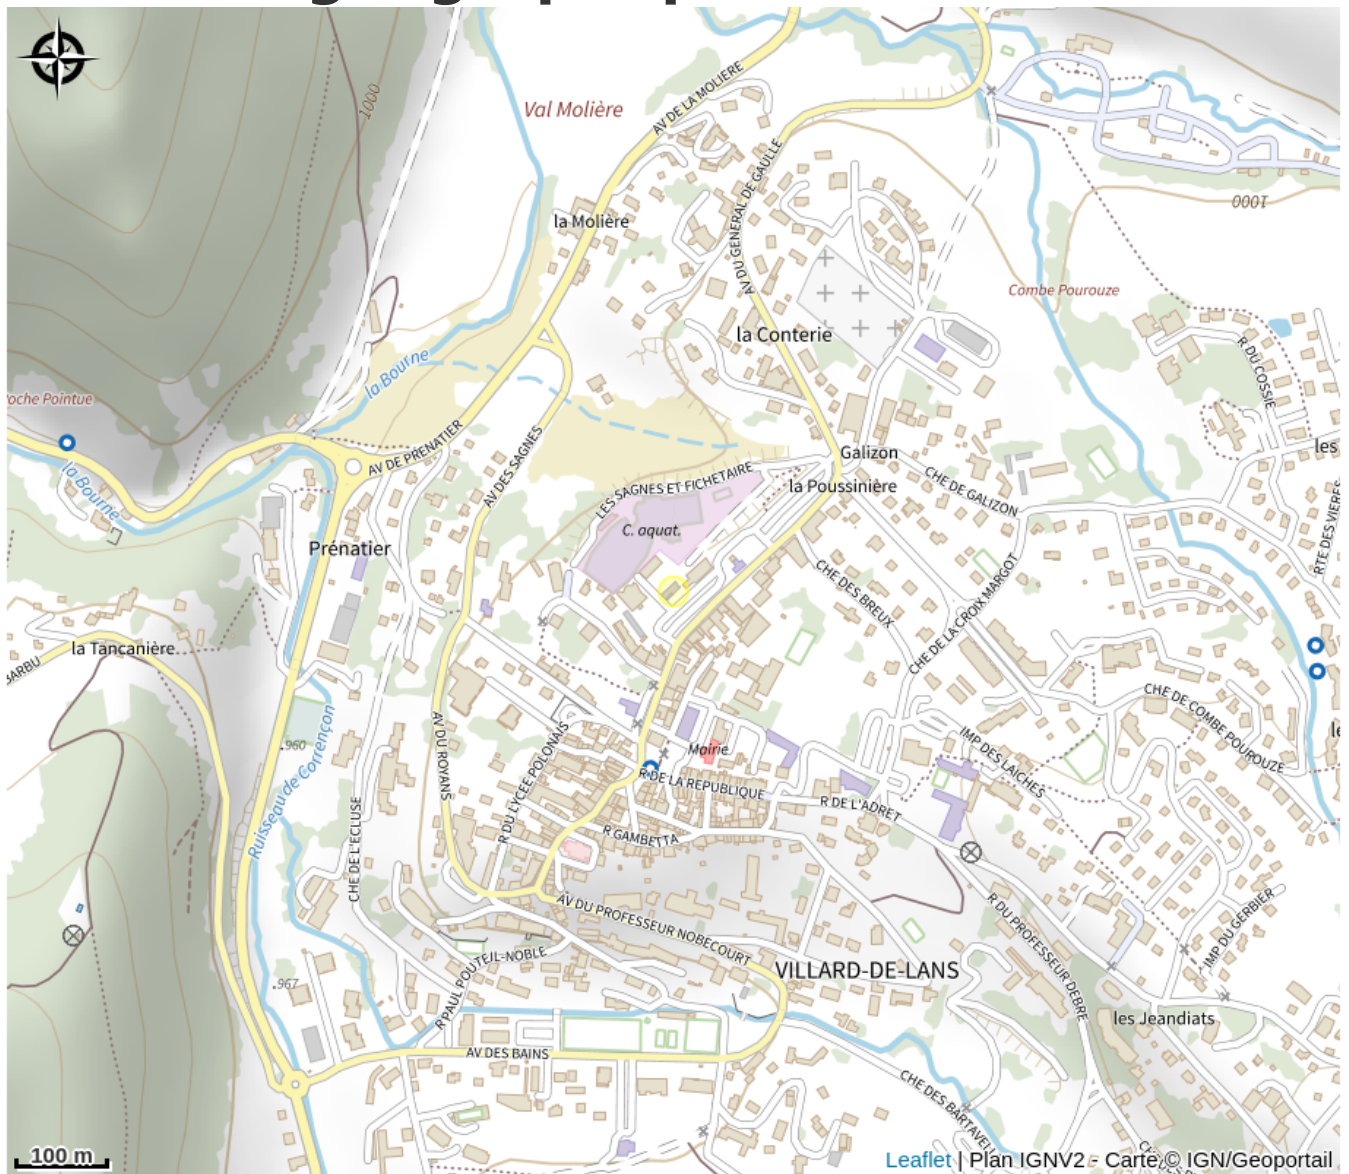 1000
Val Molière
AV DE LA MOLIERE
AV DU GENERAL DE GAULLE
la Molière
1000
Combe Pourouze
la Conterie
R DU COSSIE
la Bourne
oche Pointue
AV DE PRENATIER
AV DES SAGNES
Galizon
les
LES SAGNES ET FICHETAIRE
la Poussinière
CHE DE GALIZON
la Bourne
C. aquat.
RTE DES VIERES
Prénatier
CHE DES BREUX
CHE DE LA CROIX MARGOT
la Tancanière
BARBU
CHE DE COMBE POUROUZE
AV DU ROYANS
960
Ruisseau de Corrençon
R DU LYCEE POLONAIS
Mairie
IMP DES LAICHES
R DE LA REPUBLIQUE
R DE L'ADRET
CHE DE L'ECLUSE
R GAMBETTA
AV DU PROFESSEUR NOBECOURT
R DU PROFESSEUR DEBRE
IMP DU GERBIER
R PAUL POUTEIL-NOBLE
VILLARD-DE-LANS
967
les Jeandiats
AV DES BAINS
CHE DES BARTAVEL
100 m
Leaflet | Plan IGNV2 - Carte © IGN/Geoportail